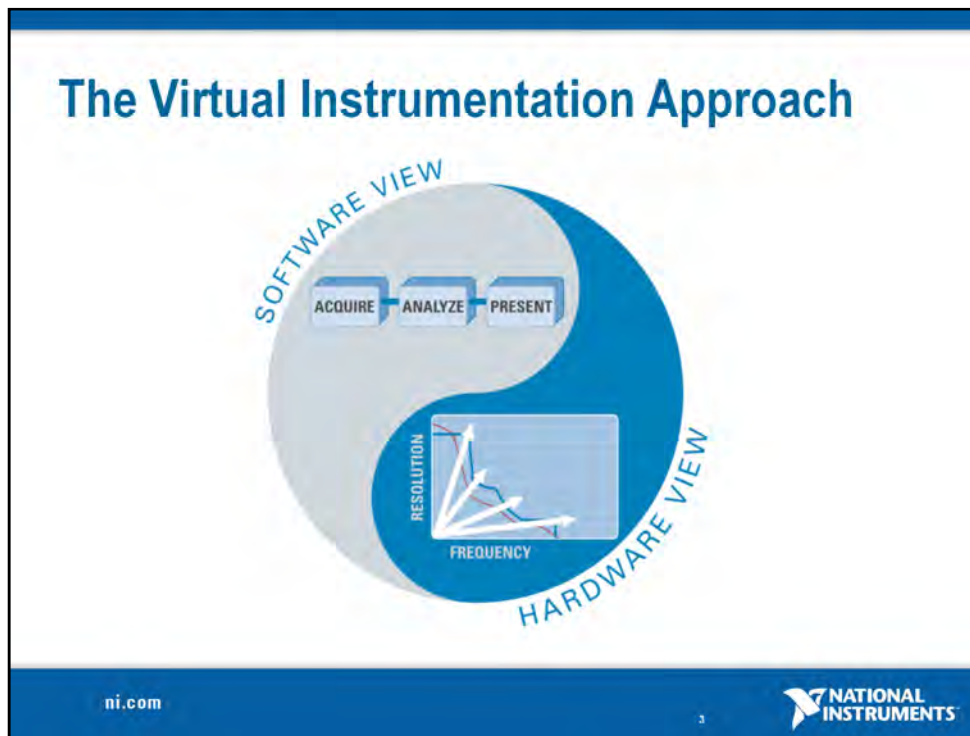 The Virtual Instrumentation Approach
SOFTWARE VIEW
ACQUIRE
ANALYZE
PRESENT
RESOLUTION
FREQUENCY
HARDWARE VIEW
ni.com
3
NATIONAL
INSTRUMENTS